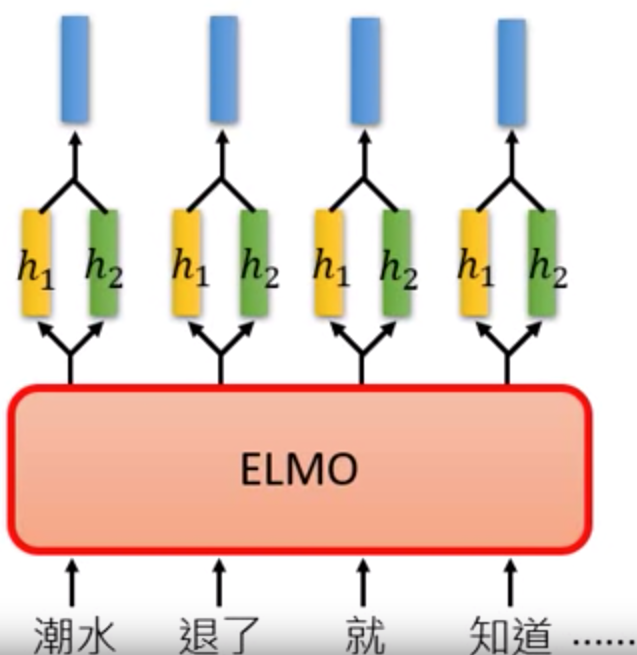 h₁ h₂ h₁ h₂ h₁ h₂ h₁ h₂
ELMO
潮水 退了 就 知道 ......